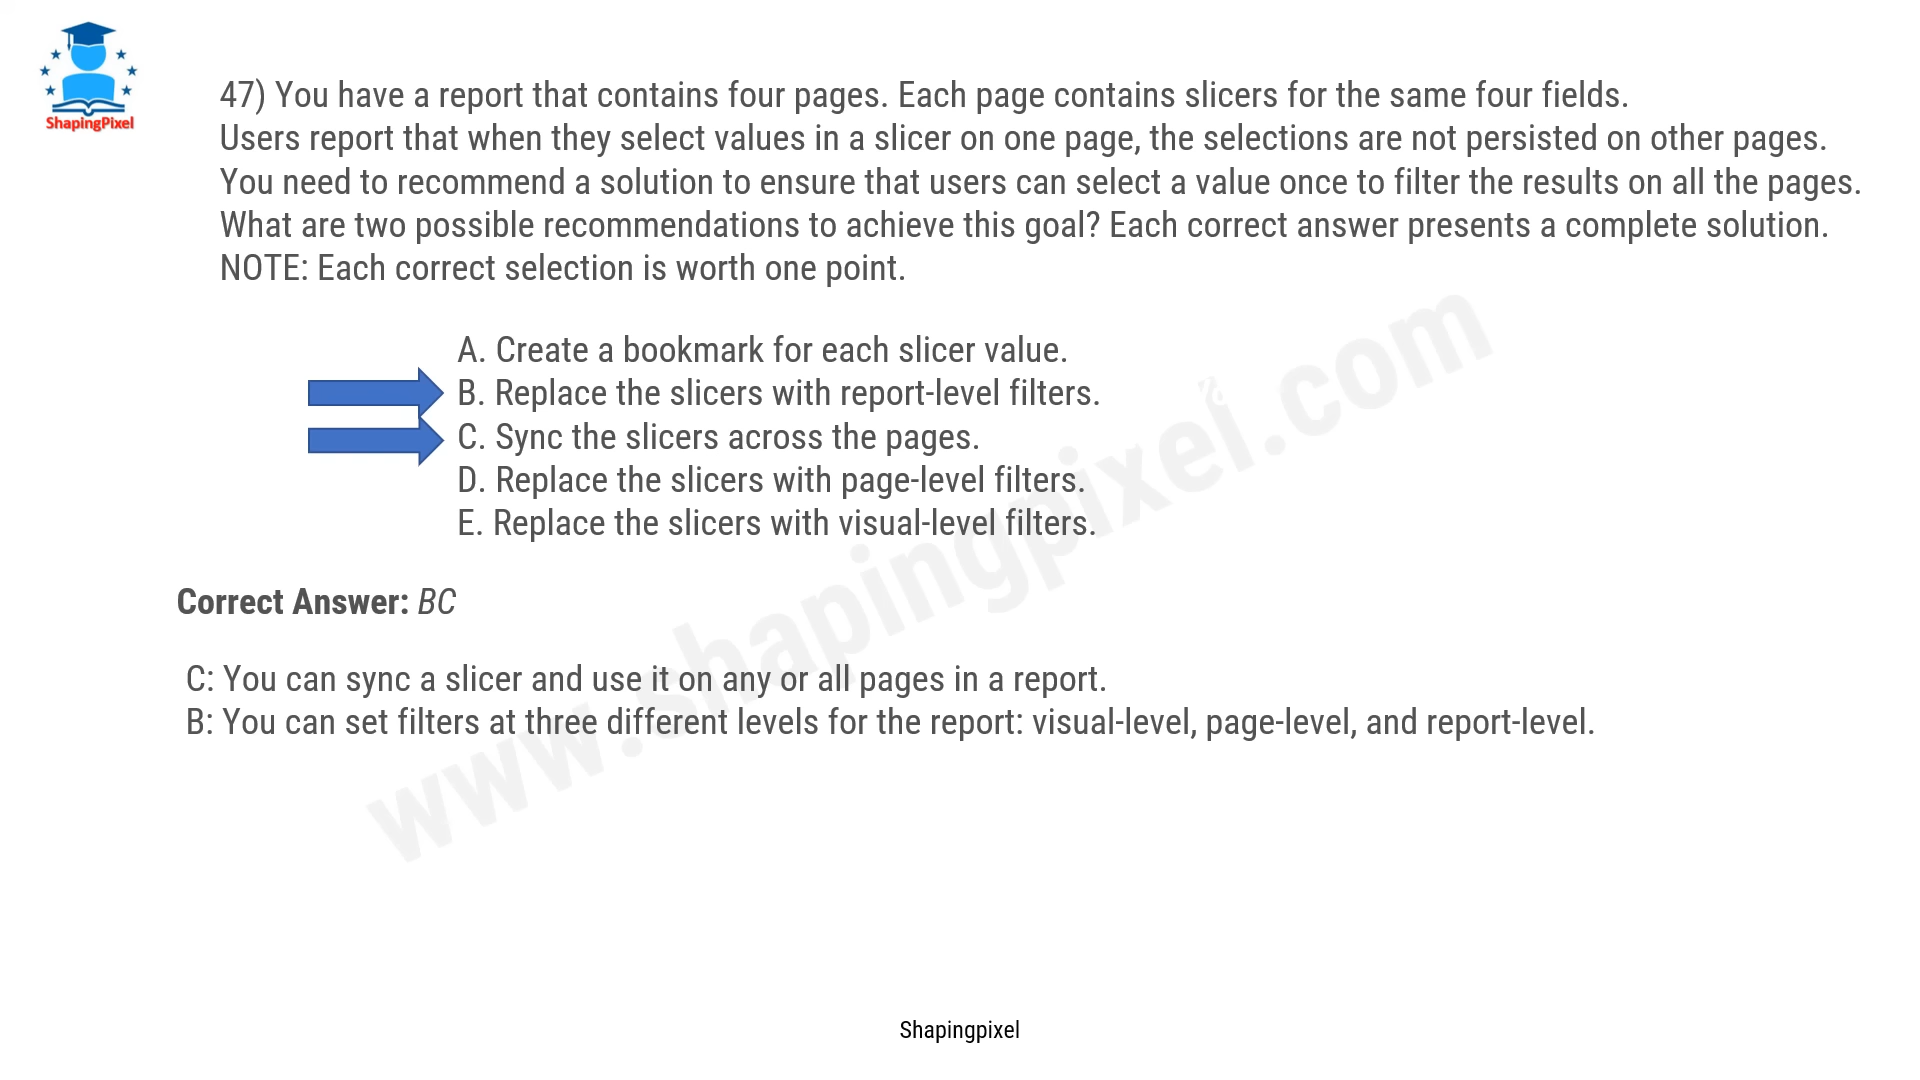 ShapingPixel
47) You have a report that contains four pages. Each page contains slicers for the same four fields.
Users report that when they select values in a slicer on one page, the selections are not persisted on other pages.
You need to recommend a solution to ensure that users can select a value once to filter the results on all the pages.
What are two possible recommendations to achieve this goal? Each correct answer presents a complete solution.
NOTE: Each correct selection is worth one point.
A. Create a bookmark for each slicer value.
B. Replace the slicers with report-level filters.
C. Sync the slicers across the pages.
D. Replace the slicers with page-level filters.
E. Replace the slicers with visual-level filters.
Correct Answer: BC
C: You can sync a slicer and use it on any or all pages in a report.
B: You can set filters at three different levels for the report: visual-level, page-level, and report-level.
www.shapingpixel.com
Shapingpixel